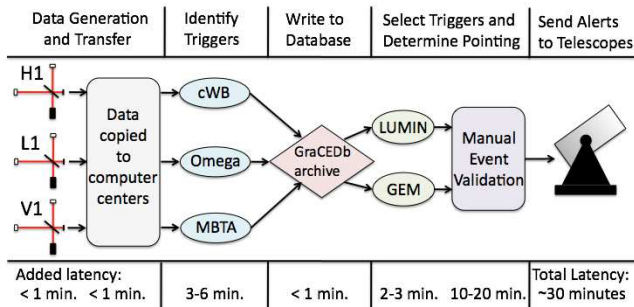 Data Generation and Transfer
Identify Triggers
Write to Database
Select Triggers and Determine Pointing
Send Alerts to Telescopes
H1
L1
V1
Data copied to computer centers
cWB
Omega
MBTA
GraCEDb archive
LUMIN
GEM
Manual Event Validation
Added latency:
< 1 min. < 1 min.
3-6 min.
< 1 min.
2-3 min. 10-20 min.
Total Latency:
~30 minutes